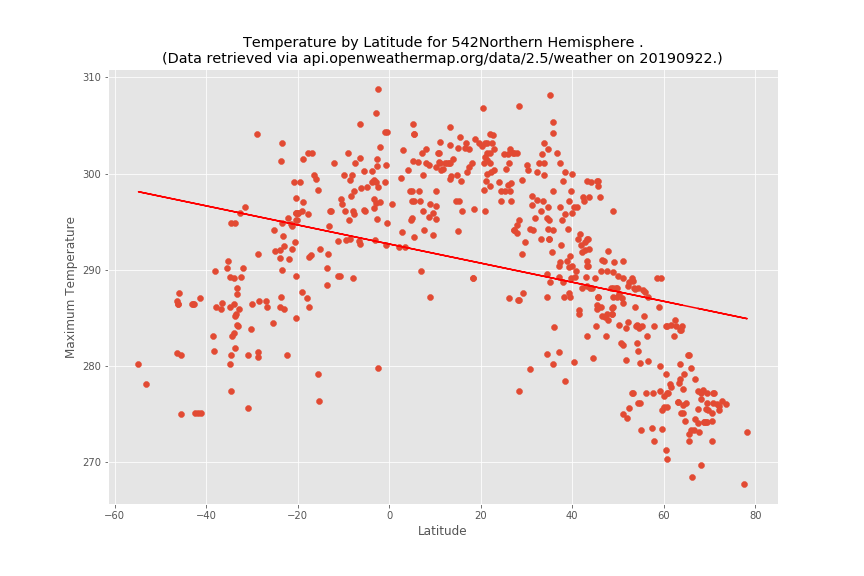 Temperature by Latitude for 542Northern Hemisphere .
(Data retrieved via api.openweathermap.org/data/2.5/weather on 20190922.)
310
300
290
280
270
Maximum Temperature
−60 −40 −20 0 20 40 60 80
Latitude